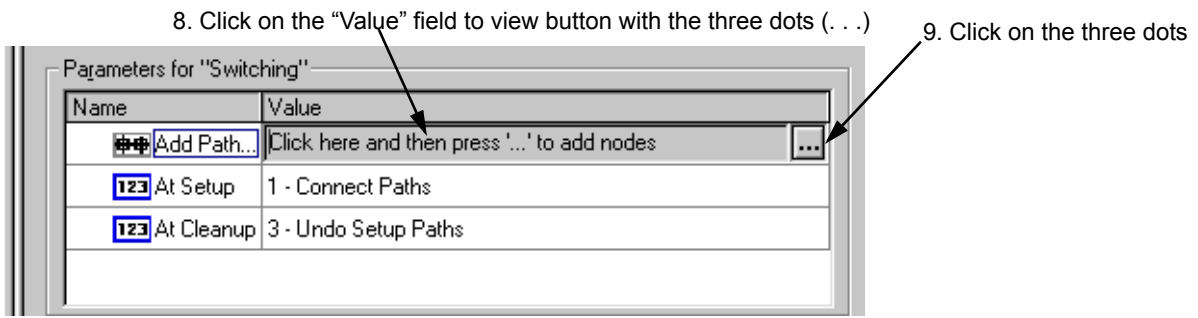 8. Click on the “Value” field to view button with the three dots (. . .)
9. Click on the three dots
Parameters for "Switching"
Name Value
Add Path... Click here and then press '...' to add nodes ...
123 At Setup 1 - Connect Paths
123 At Cleanup 3 - Undo Setup Paths